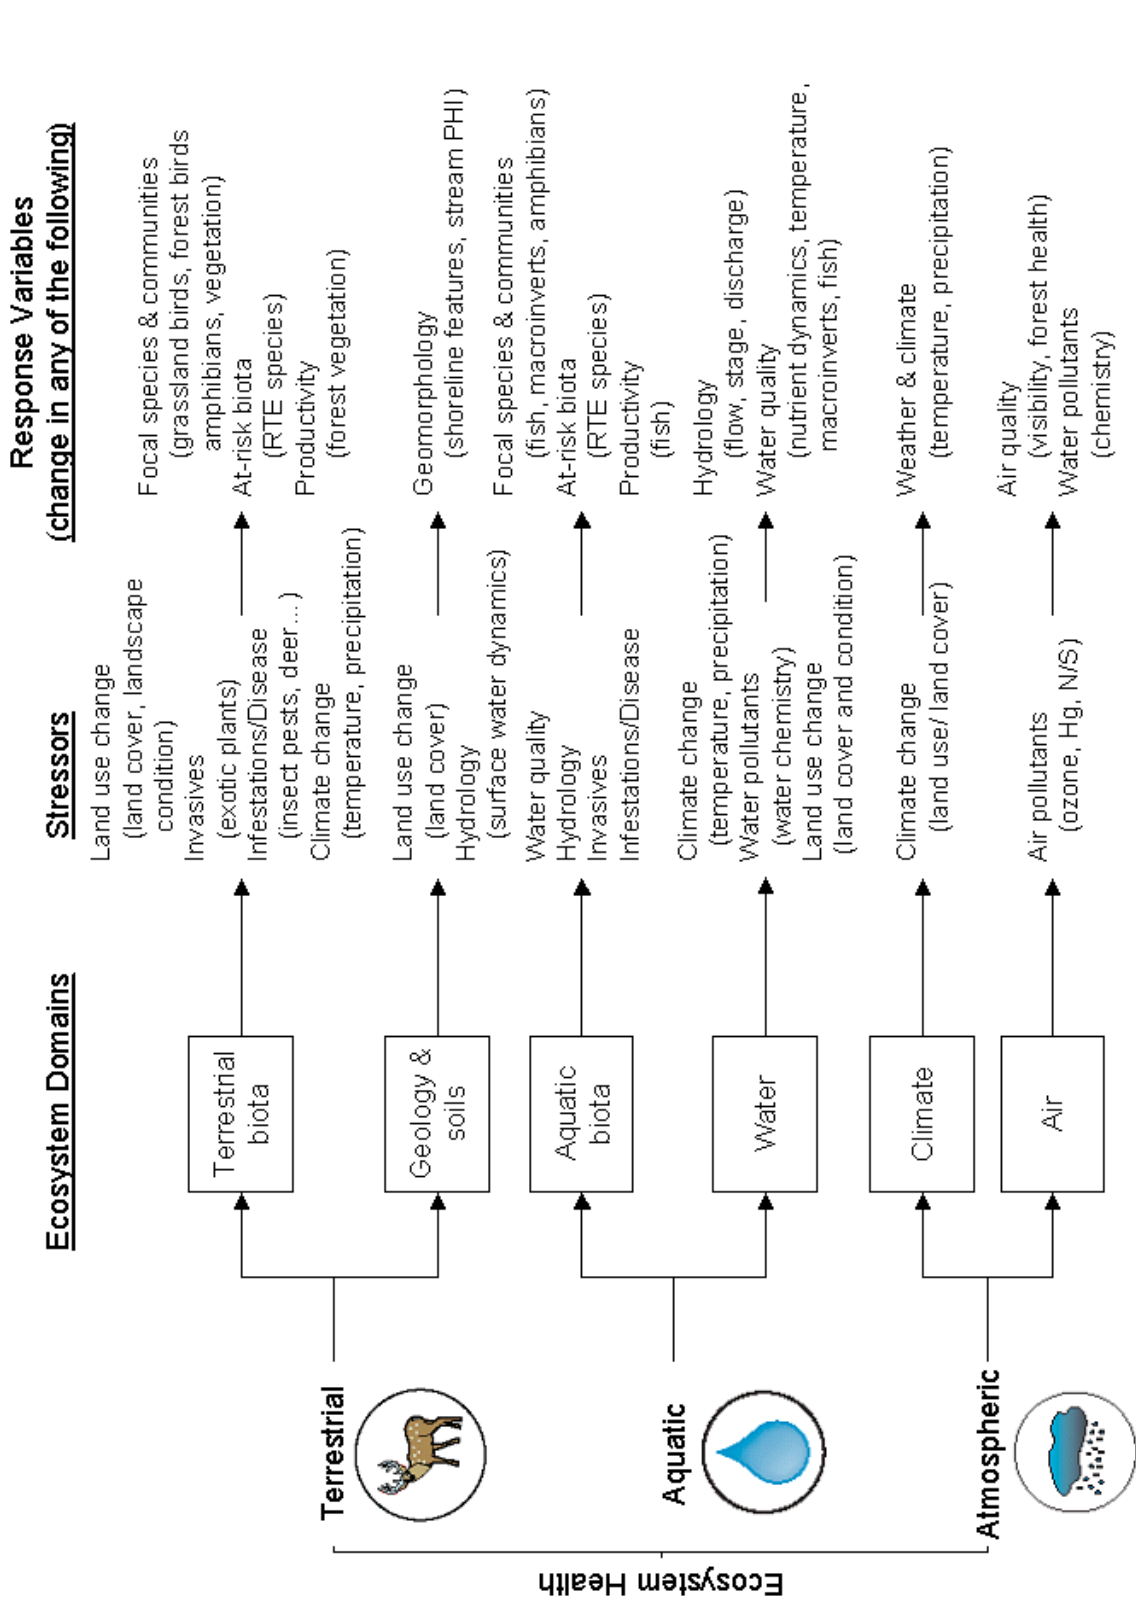 Ecosystem Health
Ecosystem Domains
Stressors
Response Variables
(change in any of the following)
Terrestrial
Terrestrial
biota
Land use change
(land cover, landscape
condition)
Invasives
(exotic plants)
Infestations/Disease
(insect pests, deer...)
Climate change
(temperature, precipitation)
Focal species & communities
(grassland birds, forest birds
amphibians, vegetation)
At-risk biota
(RTE species)
Productivity
(forest vegetation)
Geology &
soils
Land use change
(land cover)
Hydrology
(surface water dynamics)
Geomorphology
(shoreline features, stream PHI)
Aquatic
Aquatic
biota
Water quality
Hydrology
Invasives
Infestations/Disease
Focal species & communities
(fish, macroinverts, amphibians)
At-risk biota
(RTE species)
Productivity
(fish)
Water
Climate change
(temperature, precipitation)
Water pollutants
(water chemistry)
Land use change
(land cover and condition)
Hydrology
(flow, stage, discharge)
Water quality
(nutrient dynamics, temperature,
macroinverts, fish)
Atmospheric
Climate
Climate change
(land use/ land cover)
Weather & climate
(temperature, precipitation)
Air
Air pollutants
(ozone, Hg, N/S)
Air quality
(visibility, forest health)
Water pollutants
(chemistry)